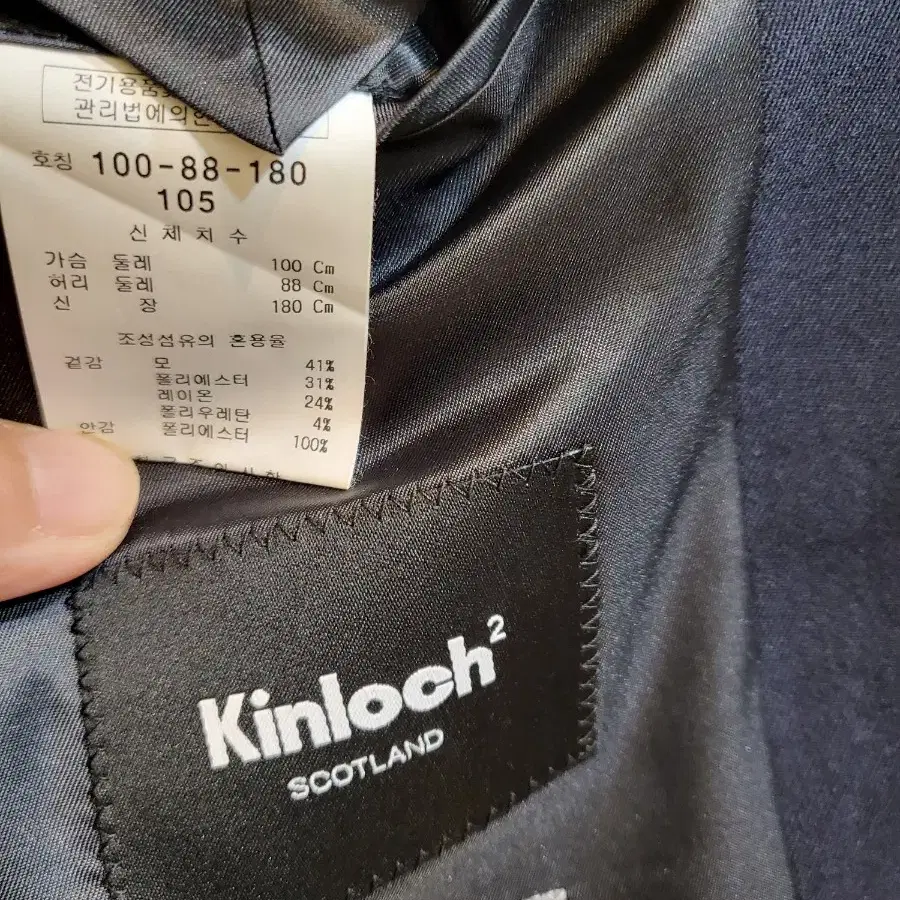 전기용품
관리법에의한
호칭 100-88-180
105
신체치수
가슴 둘레 100 Cm
허리 둘레 88 Cm
신 장 180 Cm
조성섬유의 혼용율
겉감 모 41%
폴리에스터 31%
레이온 24%
폴리우레탄 4%
안감 폴리에스터 100%
Kinloch²
SCOTLAND